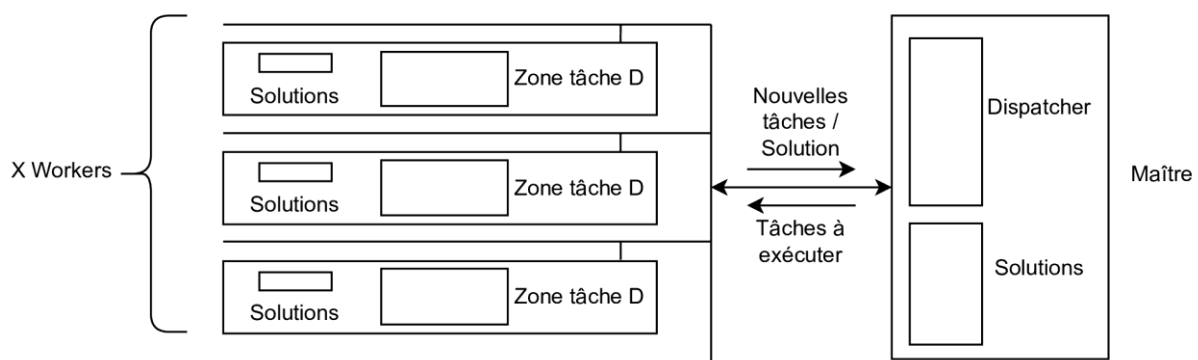 X Workers
Solutions
Zone tâche D
Solutions
Zone tâche D
Solutions
Zone tâche D
Nouvelles
tâches /
Solution
Tâches à
exécuter
Dispatcher
Solutions
Maître